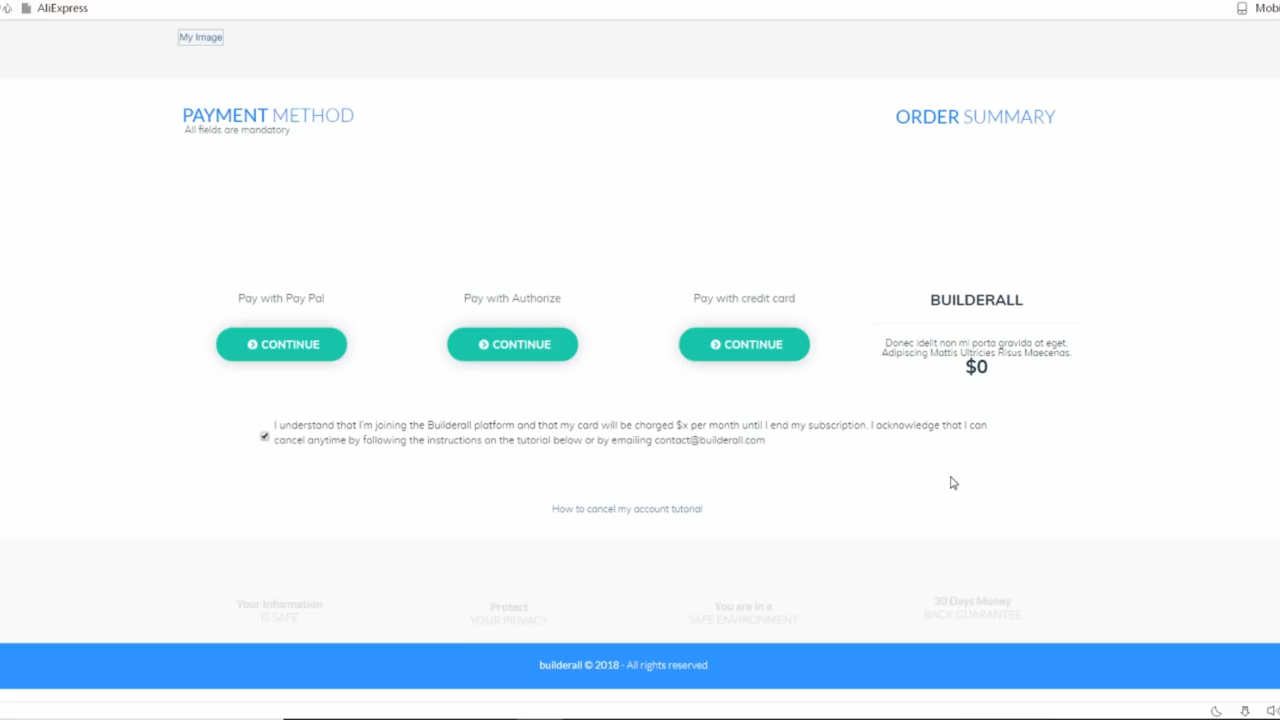 AliExpress
Mobi
My Image
PAYMENT METHOD
All fields are mandatory
ORDER SUMMARY
Pay with Pay Pal
CONTINUE
Pay with Authorize
CONTINUE
Pay with credit card
CONTINUE
BUILDERALL
Donec idelit non mi porta gravida at eget.
Adipiscing Mattis Ultricies Risus Maecenas.
$0
I understand that I'm joining the Builderall platform and that my card will be charged $x per month until I end my subscription. I acknowledge that I can
cancel anytime by following the instructions on the tutorial below or by emailing contact@builderall.com
How to cancel my account tutorial
Your Information
IS SAFE
Protect
YOUR PRIVACY
You are in a
SAFE ENVIRONMENT
30 Days Money
BACK GUARANTEE
builderall © 2018 - All rights reserved